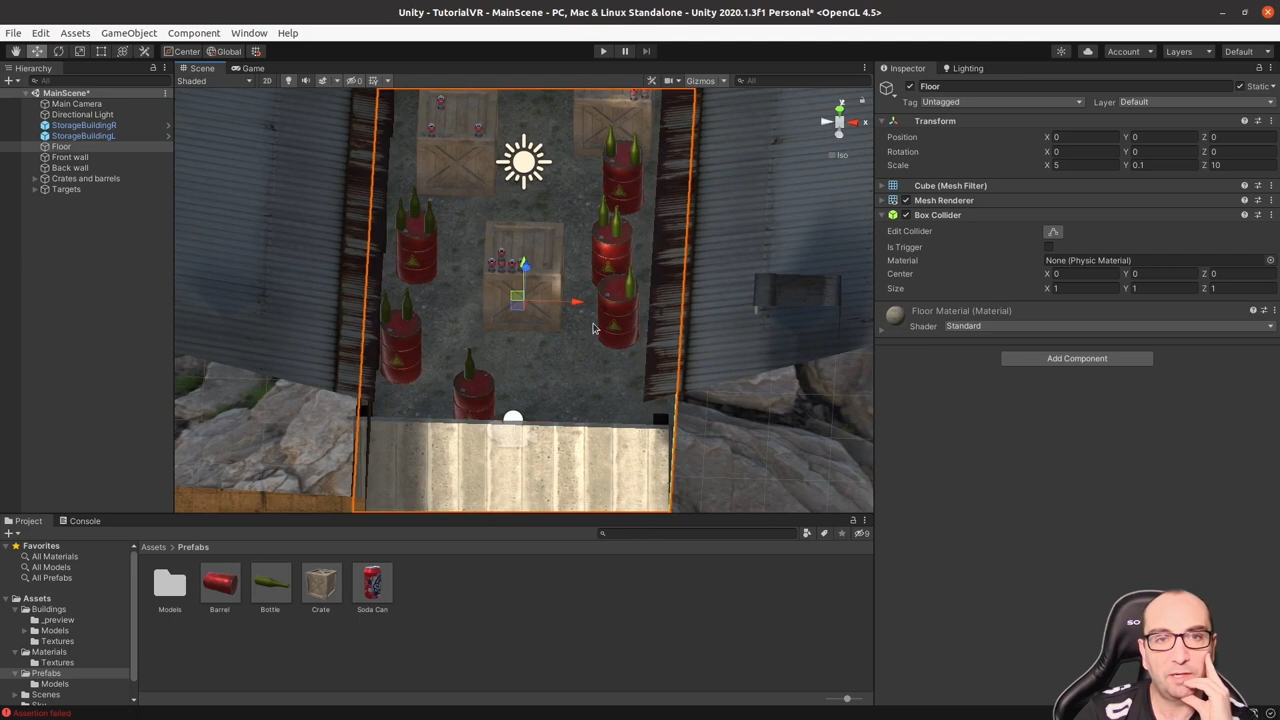 Unity - TutorialVR - MainScene - PC, Mac & Linux Standalone - Unity 2020.1.3f1 Personal* <OpenGL 4.5>
File Edit Assets GameObject Component Window Help
Center Global Account Layers Default
Hierarchy
All
MainScene*
Main Camera
Directional Light
StorageBuildingR
StorageBuildingL
Floor
Front wall
Back wall
Crates and barrels
Targets
Scene Game
Shaded 2D 0 Gizmos All
y
x
Iso
Inspector Lighting
Floor Static
Tag Untagged Layer Default
Transform
Position X 0 Y 0 Z 0
Rotation X 0 Y 0 Z 0
Scale X 5 Y 0.1 Z 10
Cube (Mesh Filter)
Mesh Renderer
Box Collider
Edit Collider
Is Trigger
Material None (Physic Material)
Center X 0 Y 0 Z 0
Size X 1 Y 1 Z 1
Floor Material (Material)
Shader Standard
Add Component
Project Console
9
Favorites
All Materials
All Models
All Prefabs
Assets
Buildings
_preview
Models
Textures
Materials
Textures
Prefabs
Models
Scenes
Assets > Prefabs
Models Barrel Bottle Crate Soda Can
Assertion failed